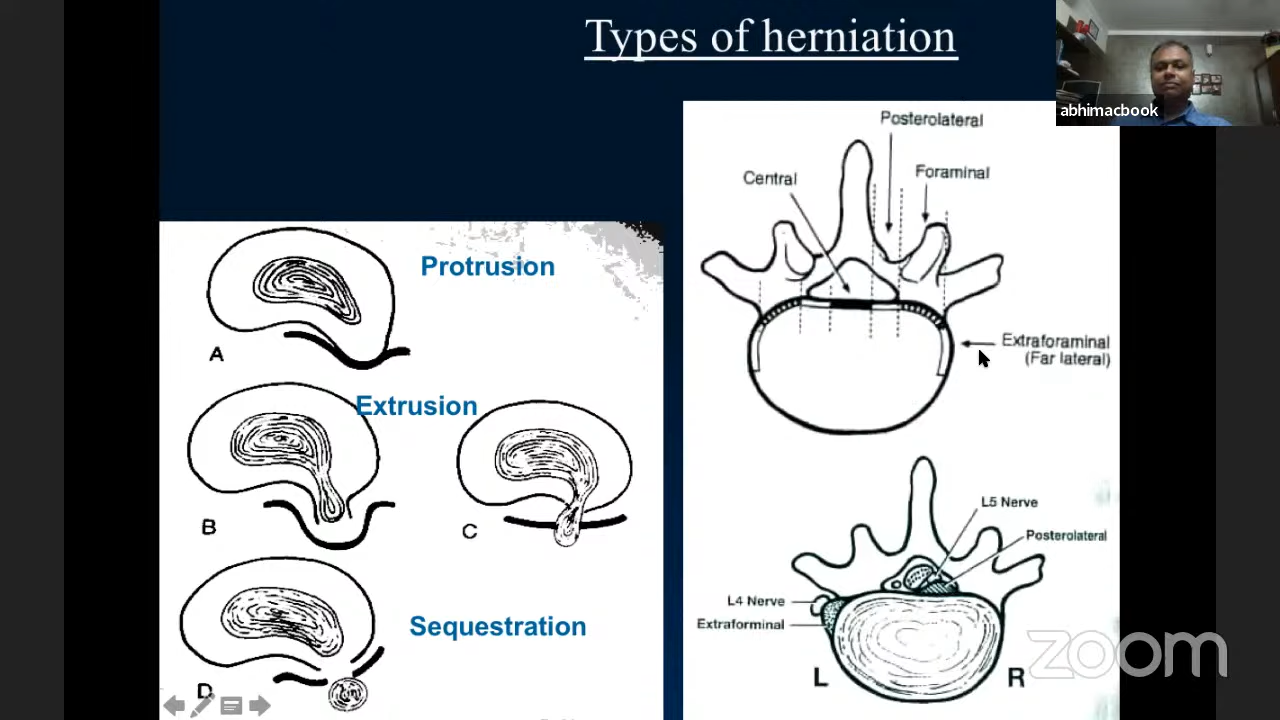 Types of herniation
abhimacbook
Protrusion
A
Extrusion
B
C
Sequestration
D
Posterolateral
Central
Foraminal
Extraforaminal
(Far lateral)
L5 Nerve
Posterolateral
L4 Nerve
Extraforminal
L
R
zoom